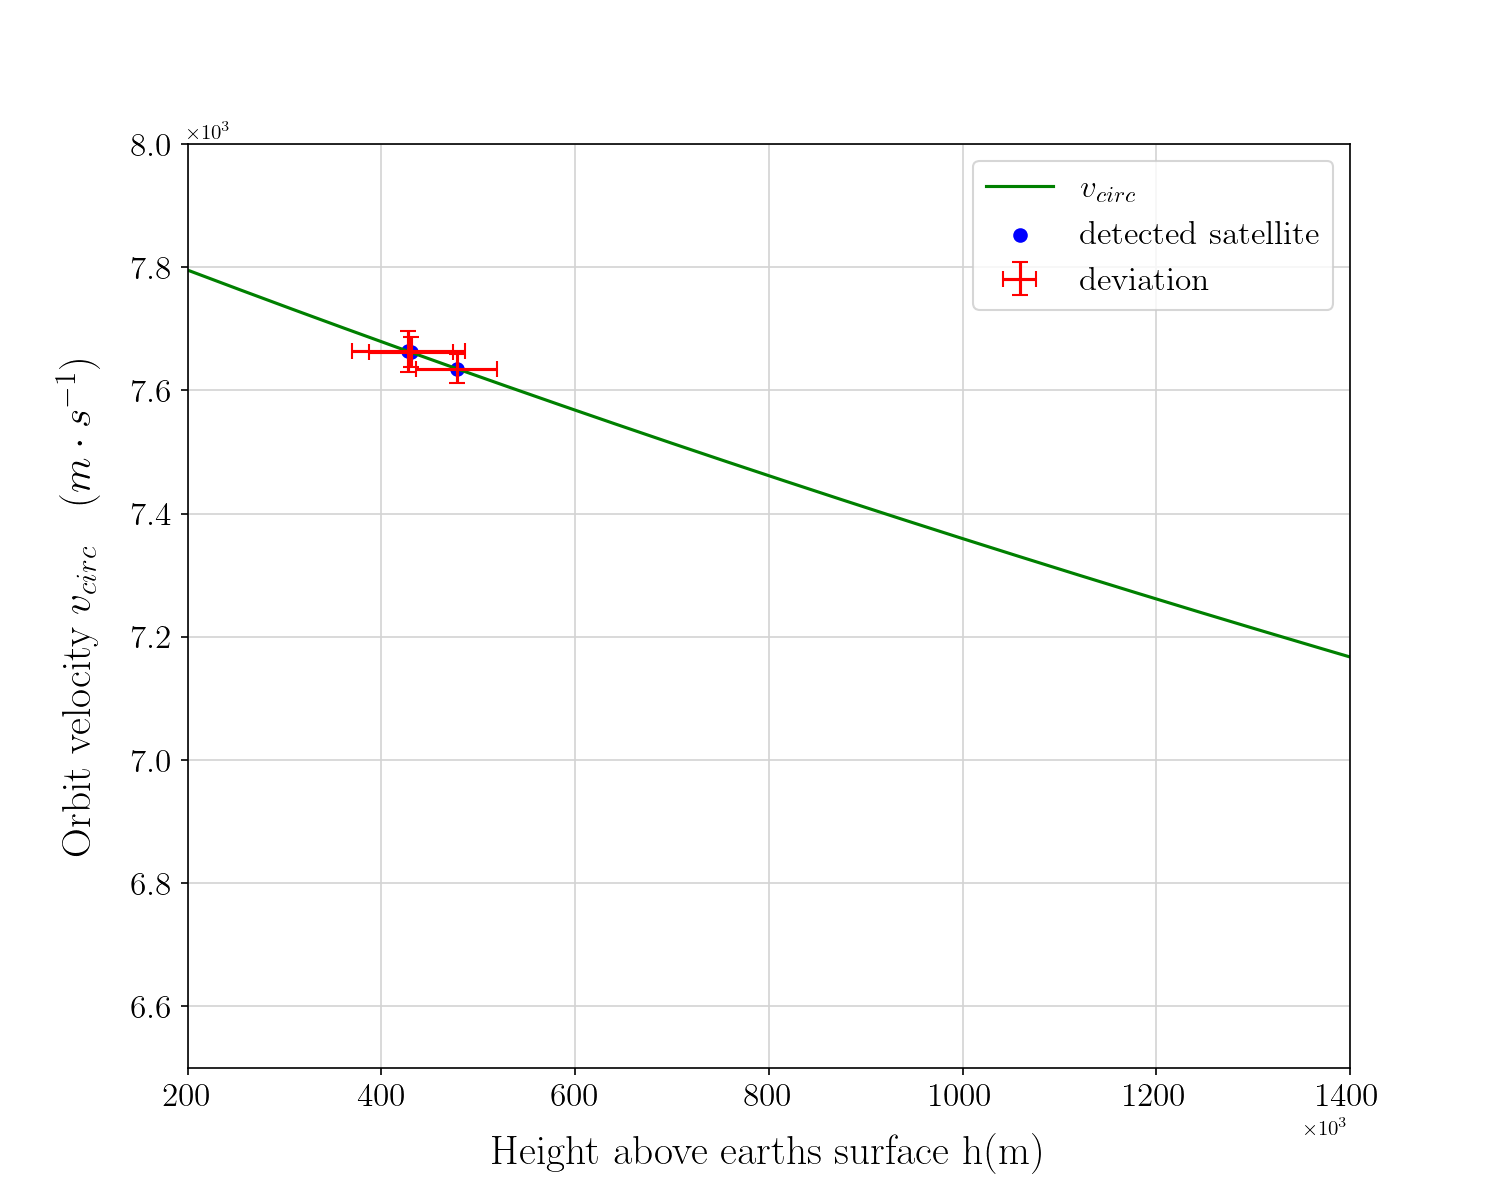 ×10³
8.0
7.8
7.6
7.4
7.2
7.0
6.8
6.6
Orbit velocity v_circ (m · s⁻¹)
v_circ
detected satellite
deviation
200 400 600 800 1000 1200 1400
×10³
Height above earths surface h(m)